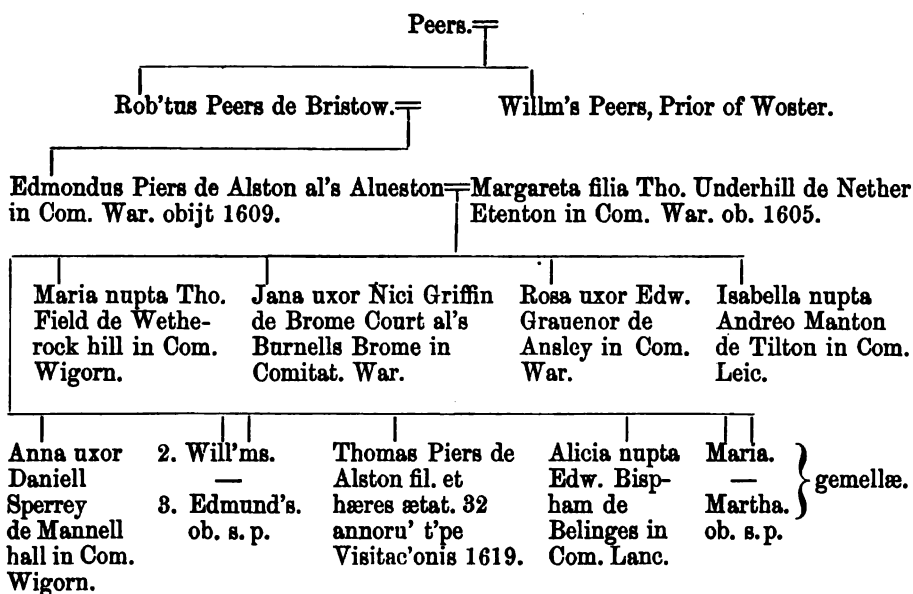 Peers.
Rob'tus Peers de Bristow.
Willm's Peers, Prior of Woster.
Edmondus Piers de Alston al's Alueston
in Com. War. obijt 1609.
Margareta filia Tho. Underhill de Nether
Etenton in Com. War. ob. 1605.
Maria nupta Tho.
Field de Wethe-
rock hill in Com.
Wigorn.
Jana uxor Nici Griffin
de Brome Court al's
Burnells Brome in
Comitat. War.
Rosa uxor Edw.
Grauenor de
Ansley in Com.
War.
Isabella nupta
Andreo Manton
de Tilton in Com.
Leic.
Anna uxor
Daniell
Sperrey
de Mannell
hall in Com.
Wigorn.
2. Will'ms.
—
3. Edmund's.
ob. s. p.
Thomas Piers de
Alston fil. et
hæres ætat. 32
annoru' t'pe
Visitac'onis 1619.
Alicia nupta
Edw. Bisp-
ham de
Belinges in
Com. Lanc.
Maria.
—
Martha.
ob. s. p.
gemellæ.